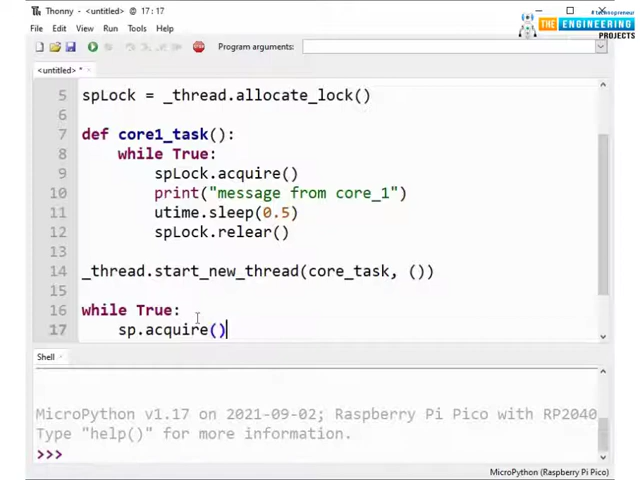 Thonny - <untitled> * @ 17 : 17
#technopreneur
THE ENGINEERING
PROJECTS
File Edit View Run Tools Help
STOP Program arguments:
<untitled> *
5 spLock = _thread.allocate_lock()
6
7 def core1_task():
8 while True:
9 spLock.acquire()
10 print("message from core_1")
11 utime.sleep(0.5)
12 spLock.relear()
13
14 _thread.start_new_thread(core_task, ())
15
16 while True:
17 sp.acquire()
Shell
MicroPython v1.17 on 2021-09-02; Raspberry Pi Pico with RP2040
Type "help()" for more information.
>>>
MicroPython (Raspberry Pi Pico)